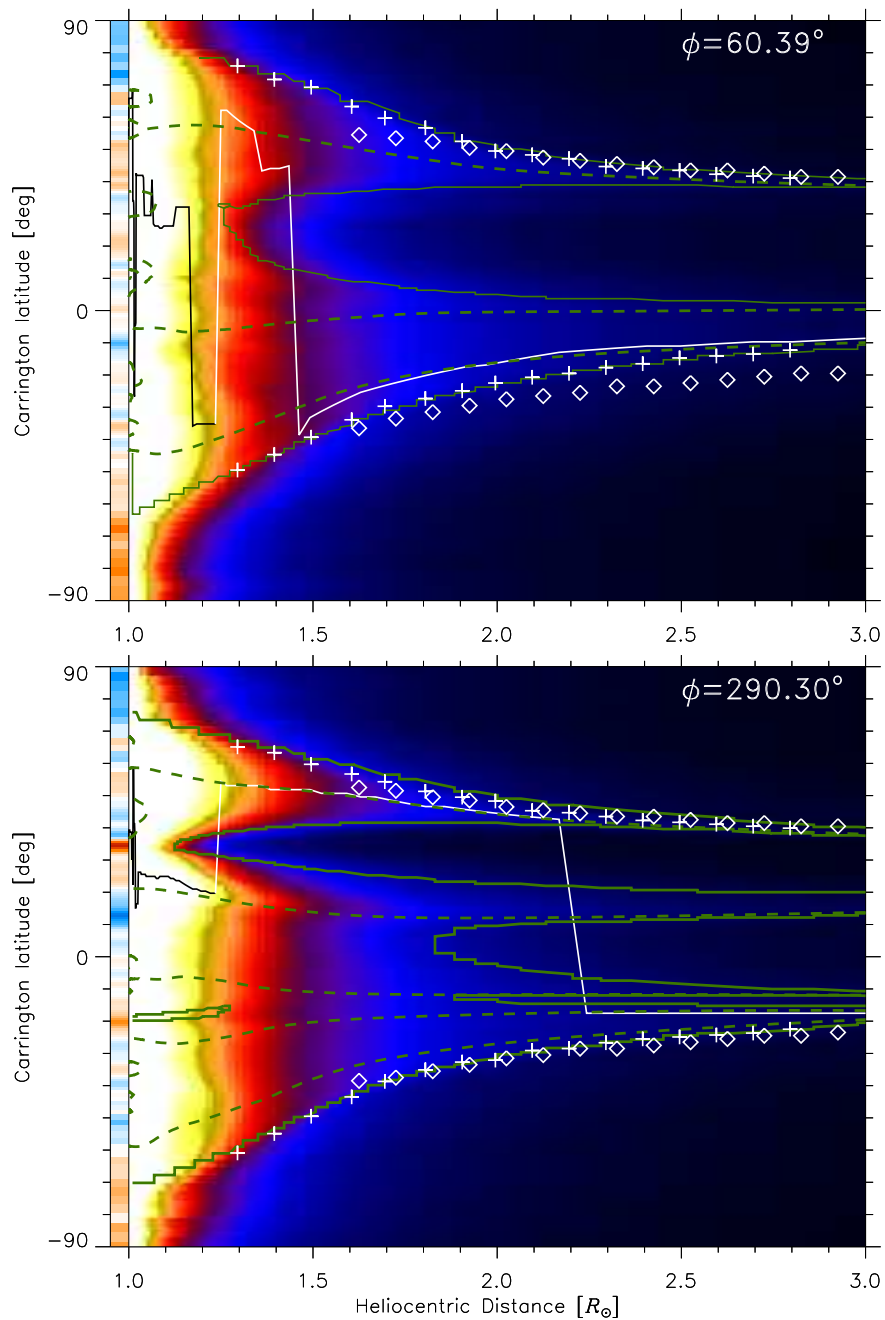 90
ϕ=60.39°
Carrington latitude [deg]
0
−90
1.0 1.5 2.0 2.5 3.0
90
ϕ=290.30°
Carrington latitude [deg]
0
−90
1.0 1.5 2.0 2.5 3.0
Heliocentric Distance [R☉]